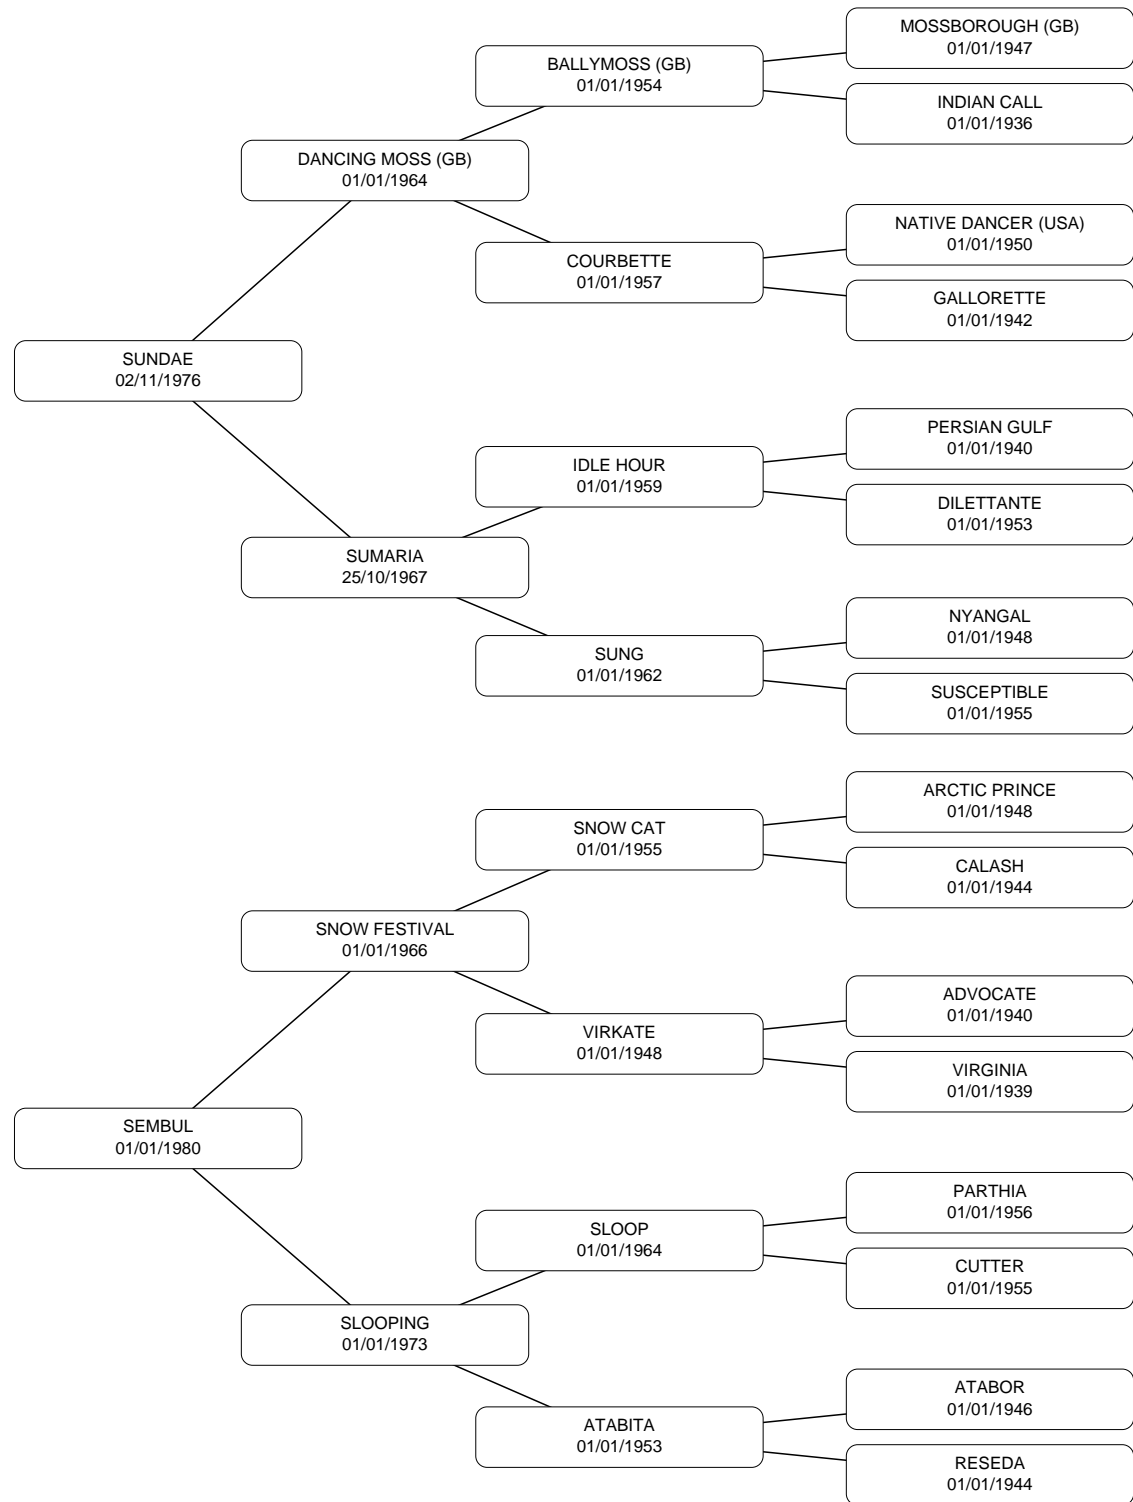 MOSSBOROUGH (GB)
01/01/1947
BALLYMOSS (GB)
01/01/1954
INDIAN CALL
01/01/1936
DANCING MOSS (GB)
01/01/1964
NATIVE DANCER (USA)
01/01/1950
COURBETTE
01/01/1957
GALLORETTE
01/01/1942
SUNDAE
02/11/1976
PERSIAN GULF
01/01/1940
IDLE HOUR
01/01/1959
DILETTANTE
01/01/1953
SUMARIA
25/10/1967
NYANGAL
01/01/1948
SUNG
01/01/1962
SUSCEPTIBLE
01/01/1955
ARCTIC PRINCE
01/01/1948
SNOW CAT
01/01/1955
CALASH
01/01/1944
SNOW FESTIVAL
01/01/1966
ADVOCATE
01/01/1940
VIRKATE
01/01/1948
VIRGINIA
01/01/1939
SEMBUL
01/01/1980
PARTHIA
01/01/1956
SLOOP
01/01/1964
CUTTER
01/01/1955
SLOOPING
01/01/1973
ATABOR
01/01/1946
ATABITA
01/01/1953
RESEDA
01/01/1944